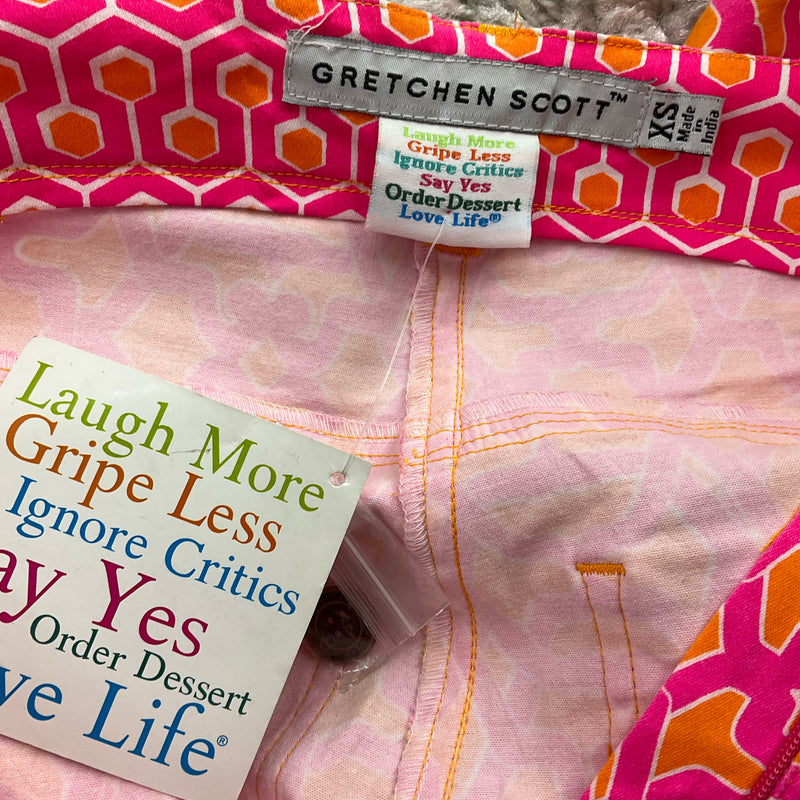 GRETCHEN SCOTT™
XS
Made
in
India
Laugh More
Gripe Less
Ignore Critics
Say Yes
Order Dessert
Love Life®
Laugh More
Gripe Less
Ignore Critics
ay Yes
Order Dessert
ove Life®